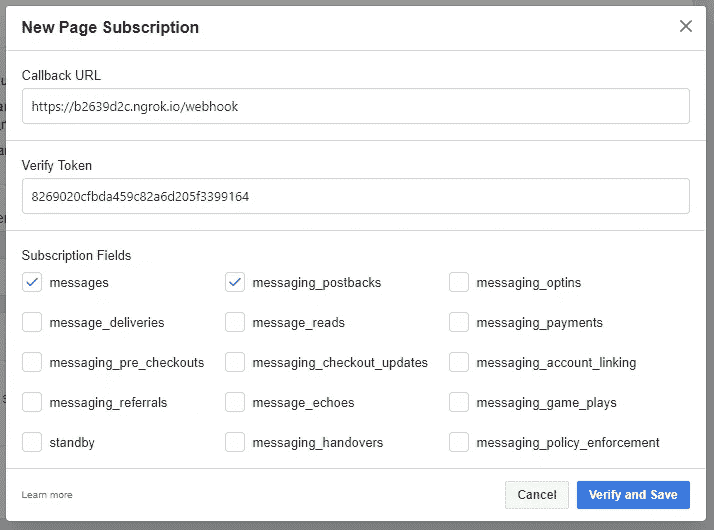 New Page Subscription
Callback URL
https://b2639d2c.ngrok.io/webhook
Verify Token
8269020cfbda459c82a6d205f3399164
Subscription Fields
messages messaging_postbacks messaging_optins
message_deliveries message_reads messaging_payments
messaging_pre_checkouts messaging_checkout_updates messaging_account_linking
messaging_referrals message_echoes messaging_game_plays
standby messaging_handovers messaging_policy_enforcement
Learn more Cancel Verify and Save